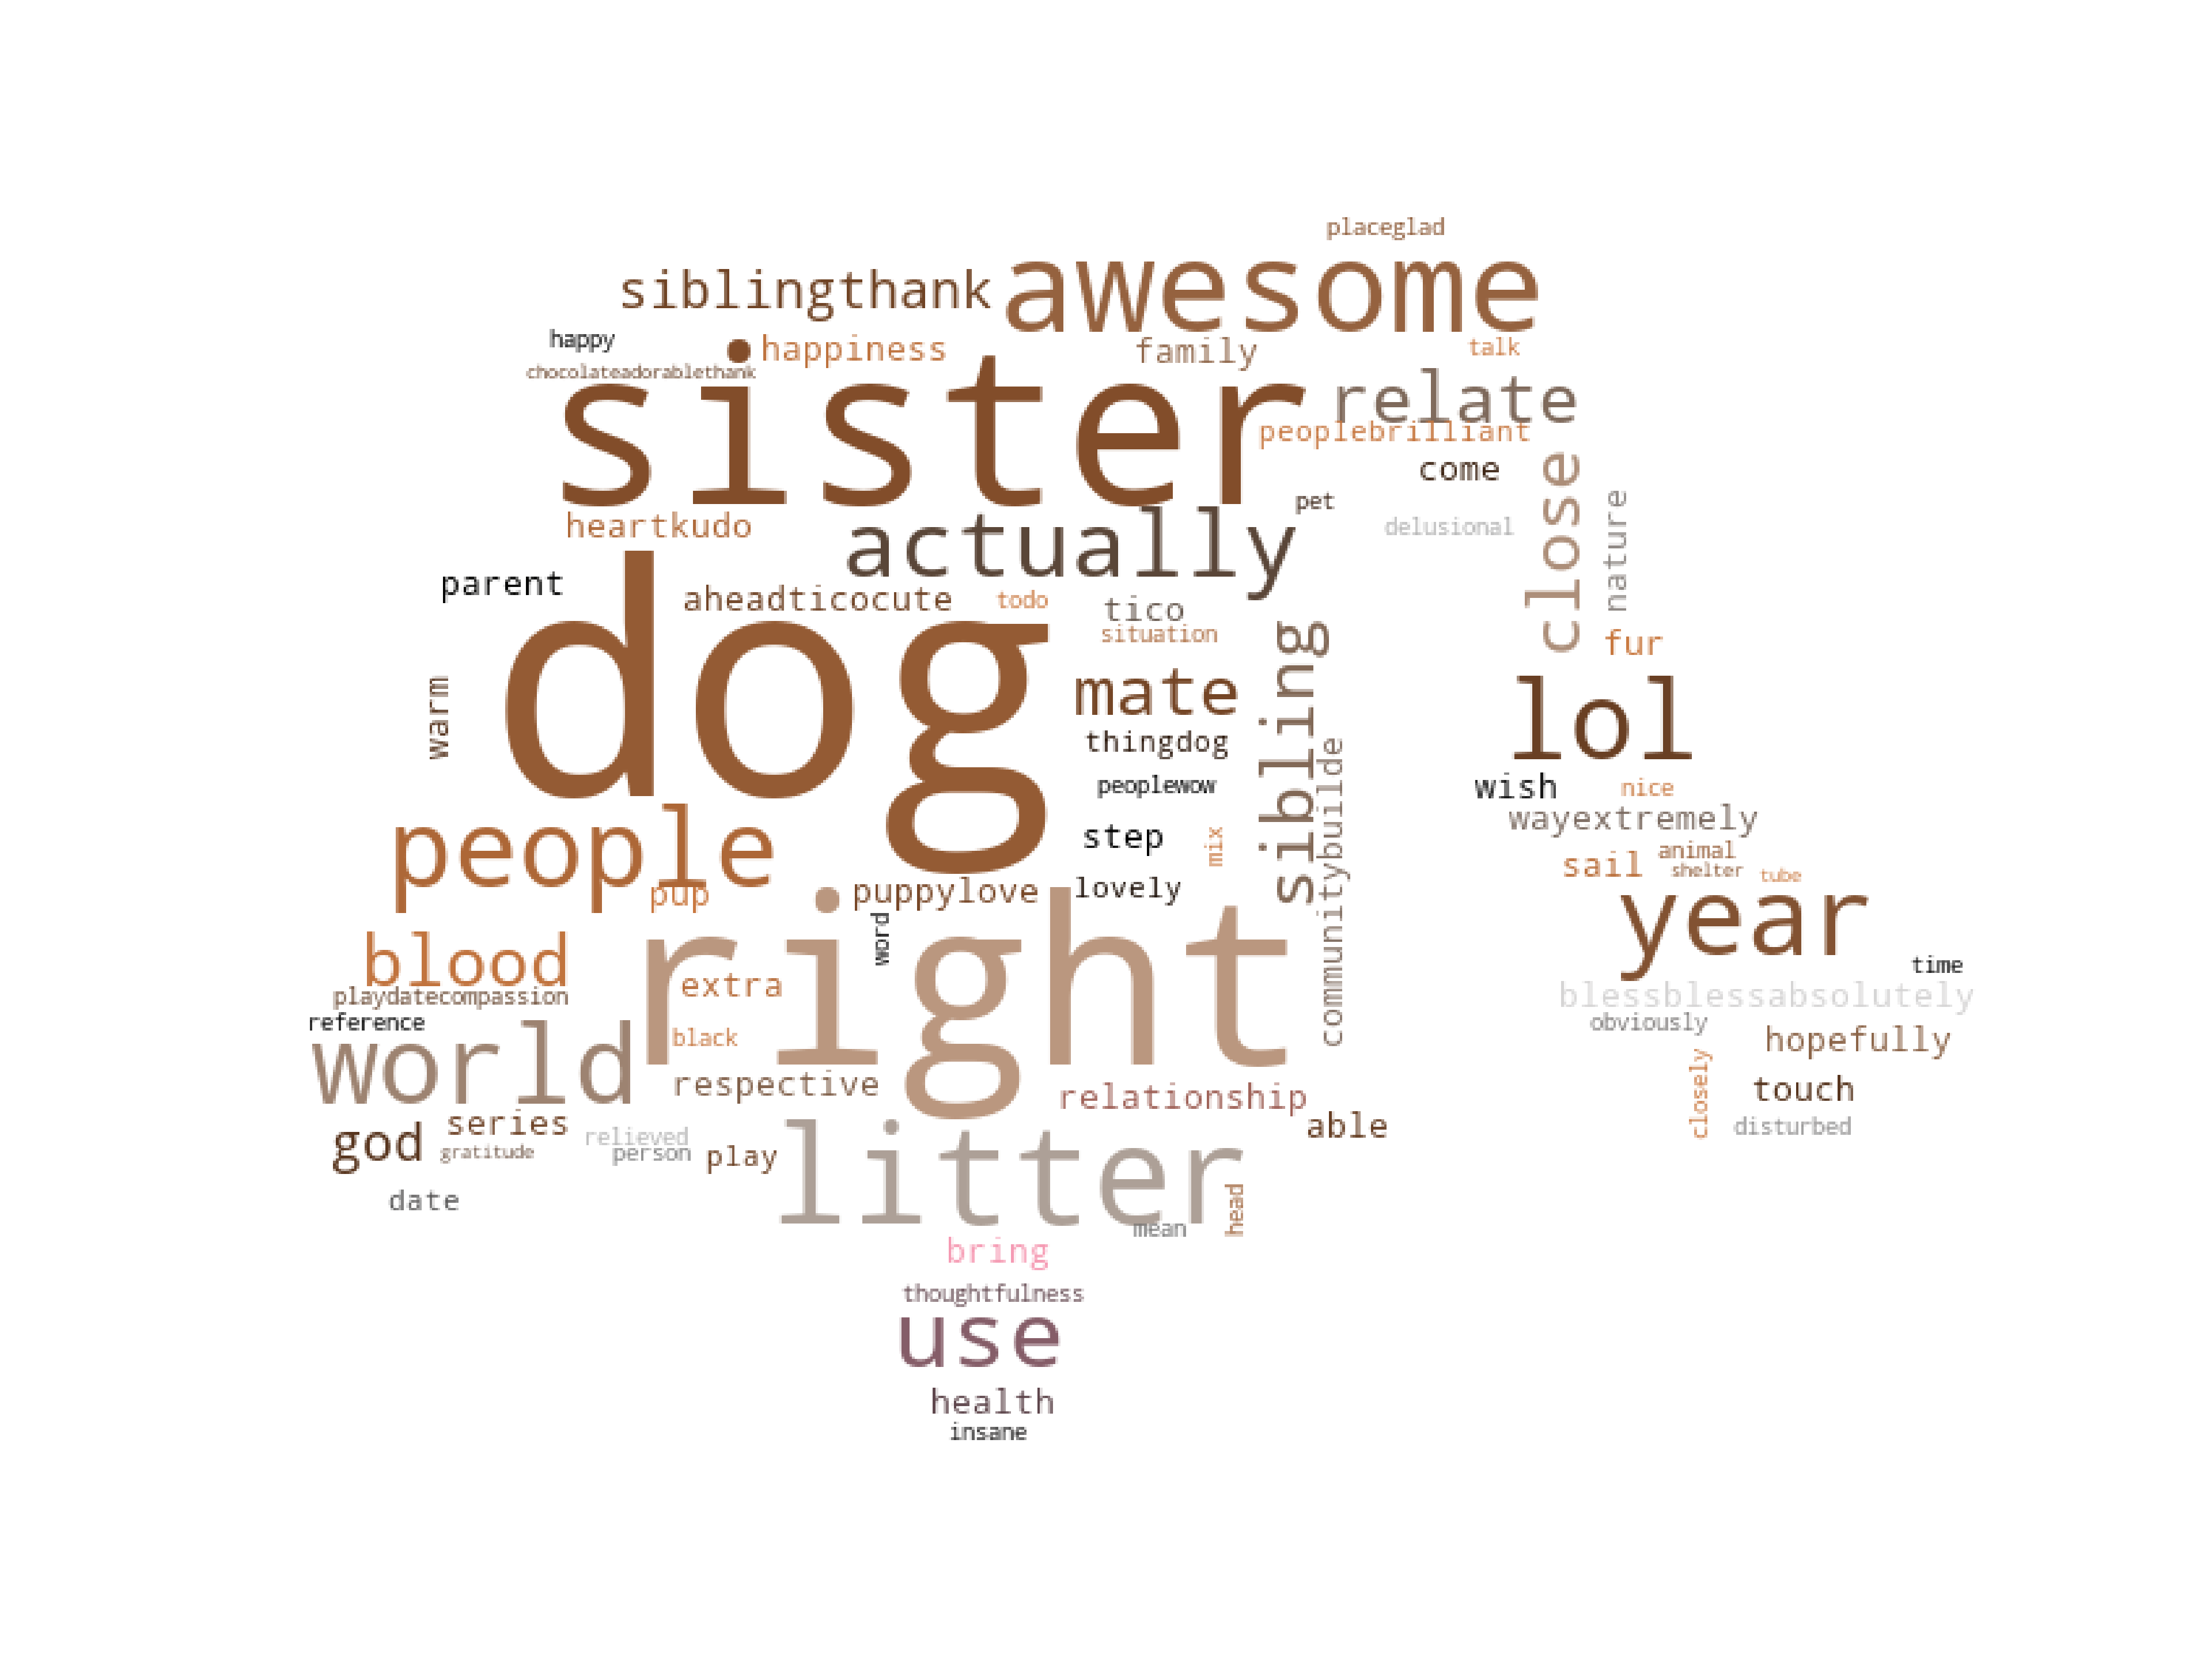 placeglad
siblingthank
awesome
happy
happiness
family
talk
chocolateadorablethank
sister
relate
peoplebrilliant
come
close
nature
pet
heartkudo
actually
delusional
parent
dog
aheadticocute
todo
tico
situation
sibling
fur
warm
mate
lol
thingdog
communitybuilde
peoplewow
wish
nice
people
step
mix
wayextremely
pup
puppylove
lovely
sail
animal
shelter
tube
right
word
year
blood
extra
time
playdatecompassion
blessblessabsolutely
reference
obviously
world
black
hopefully
closely
respective
relationship
touch
god
series
able
disturbed
gratitude
relieved
person
play
litter
head
date
mean
bring
thoughtfulness
use
health
insane